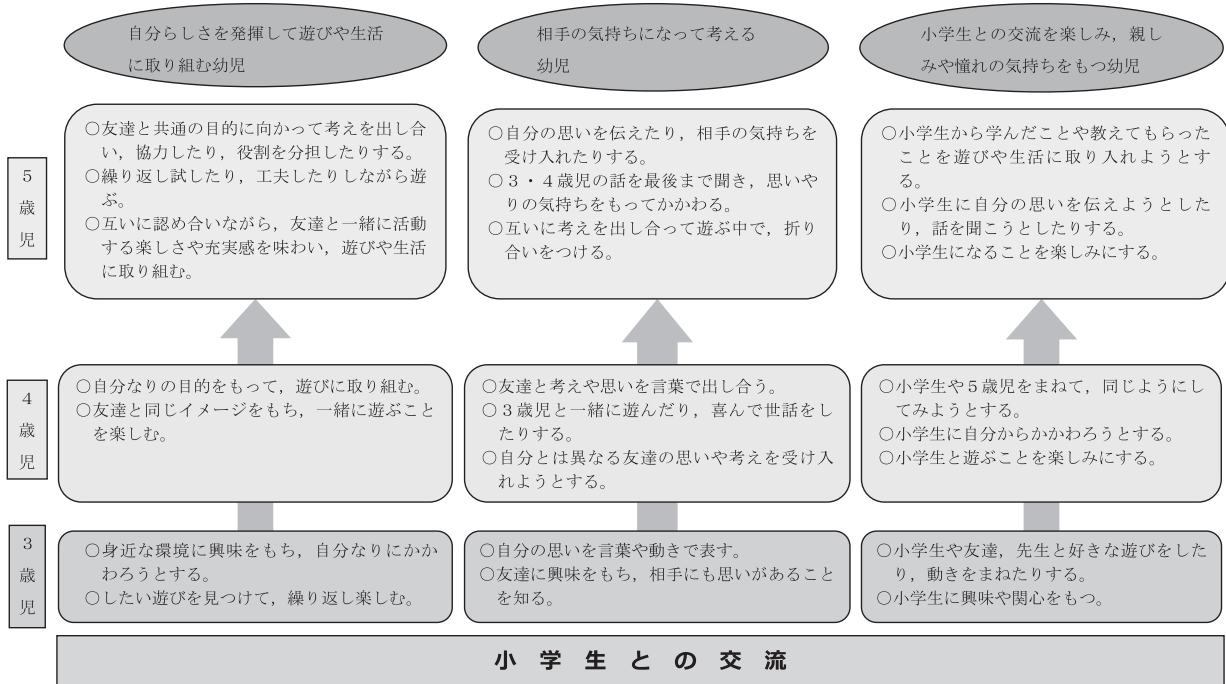 自分らしさを発揮して遊びや生活
に取り組む幼児
相手の気持ちになって考える
幼児
小学生との交流を楽しみ，親し
みや憧れの気持ちをもつ幼児
5歳児
○友達と共通の目的に向かって考えを出し合
い，協力したり，役割を分担したりする。
○繰り返し試したり，工夫したりしながら遊
ぶ。
○互いに認め合いながら，友達と一緒に活動
する楽しさや充実感を味わい，遊びや生活
に取り組む。
○自分の思いを伝えたり，相手の気持ちを
受け入れたりする。
○３・４歳児の話を最後まで聞き，思いや
りの気持ちをもってかかわる。
○互いに考えを出し合って遊ぶ中で，折り
合いをつける。
○小学生から学んだことや教えてもらった
ことを遊びや生活に取り入れようとす
る。
○小学生に自分の思いを伝えようとした
り，話を聞こうとしたりする。
○小学生になることを楽しみにする。
4歳児
○自分なりの目的をもって，遊びに取り組む。
○友達と同じイメージをもち，一緒に遊ぶこと
を楽しむ。
○友達と考えや思いを言葉で出し合う。
○３歳児と一緒に遊んだり，喜んで世話をし
たりする。
○自分とは異なる友達の思いや考えを受け入
れようとする。
○小学生や５歳児をまねて，同じようにし
てみようとする。
○小学生に自分からかかわろうとする。
○小学生と遊ぶことを楽しみにする。
3歳児
○身近な環境に興味をもち，自分なりにかか
わろうとする。
○したい遊びを見つけて，繰り返し楽しむ。
○自分の思いを言葉や動きで表す。
○友達に興味をもち，相手にも思いがあること
を知る。
○小学生や友達，先生と好きな遊びをした
り，動きをまねたりする。
○小学生に興味や関心をもつ。
小学生との交流